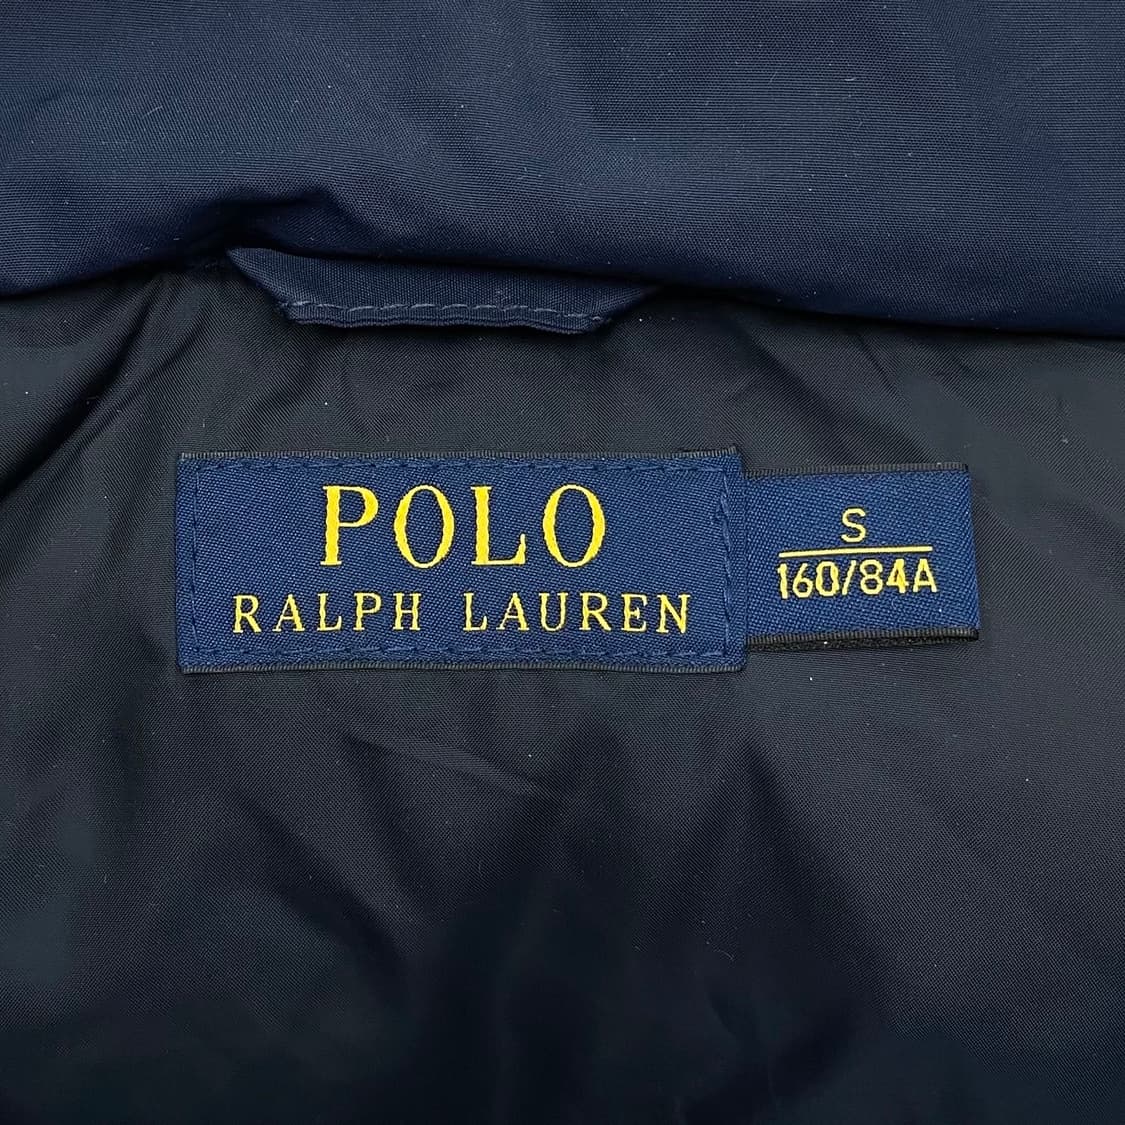 POLO
RALPH LAUREN
S
160/84A